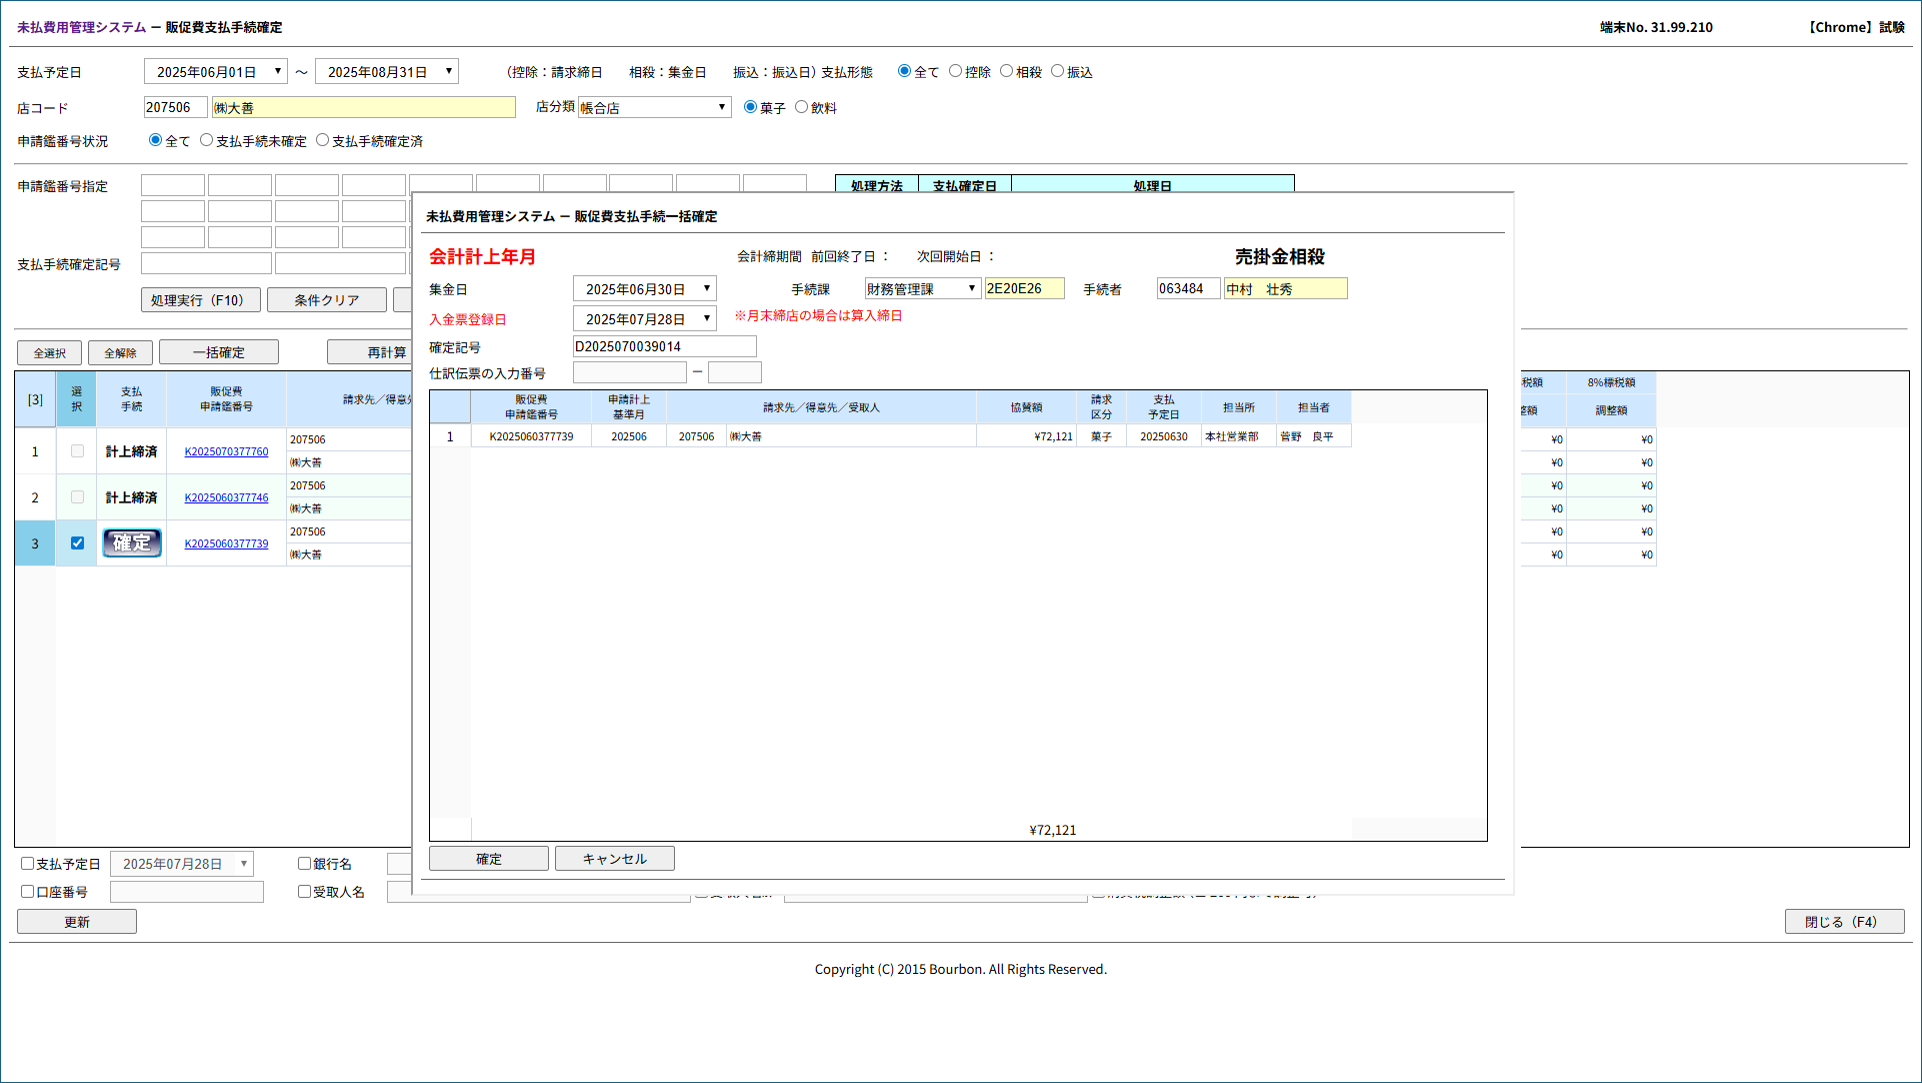 未払費用管理システム － 販促費支払手続確定 端末No. 31.99.210 【Chrome】試験
支払予定日 2025年06月01日 ～ 2025年08月31日 （控除：請求締日 相殺：集金日 振込：振込日）支払形態 全て 控除 相殺 振込
店コード 207506 ㈱大善 店分類 帳合店 菓子 飲料
申請鑑番号状況 全て 支払手続未確定 支払手続確定済
申請鑑番号指定 処理方法 支払確定日 処理日
支払手続確定記号
処理実行（F10） 条件クリア
全選択 全解除 一括確定 再計算
[3] 選択 支払手続 販促費申請鑑番号 請求先／得意先 税額 8%標税額
整額 調整額
1 計上締済 K2025070377760 207506 ¥0 ¥0
㈱大善 ¥0 ¥0
2 計上締済 K2025060377746 207506 ¥0 ¥0
㈱大善 ¥0 ¥0
3 確定 K2025060377739 207506 ¥0 ¥0
㈱大善 ¥0 ¥0
未払費用管理システム － 販促費支払手続一括確定
会計計上年月 会計締期間 前回終了日 ： 次回開始日 ： 売掛金相殺
集金日 2025年06月30日 手続課 財務管理課 2E20E26 手続者 063484 中村　壮秀
入金票登録日 2025年07月28日 ※月末締店の場合は算入締日
確定記号 D2025070039014
仕訳伝票の入力番号 －
販促費申請鑑番号 申請計上基準月 請求先／得意先／受取人 協賛額 請求区分 支払予定日 担当所 担当者
1 K2025060377739 202506 207506 ㈱大善 ¥72,121 菓子 20250630 本社営業部 菅野　良平
¥72,121
確定 キャンセル
支払予定日 2025年07月28日 銀行名
口座番号 受取人名
更新 閉じる（F4）
Copyright (C) 2015 Bourbon. All Rights Reserved.